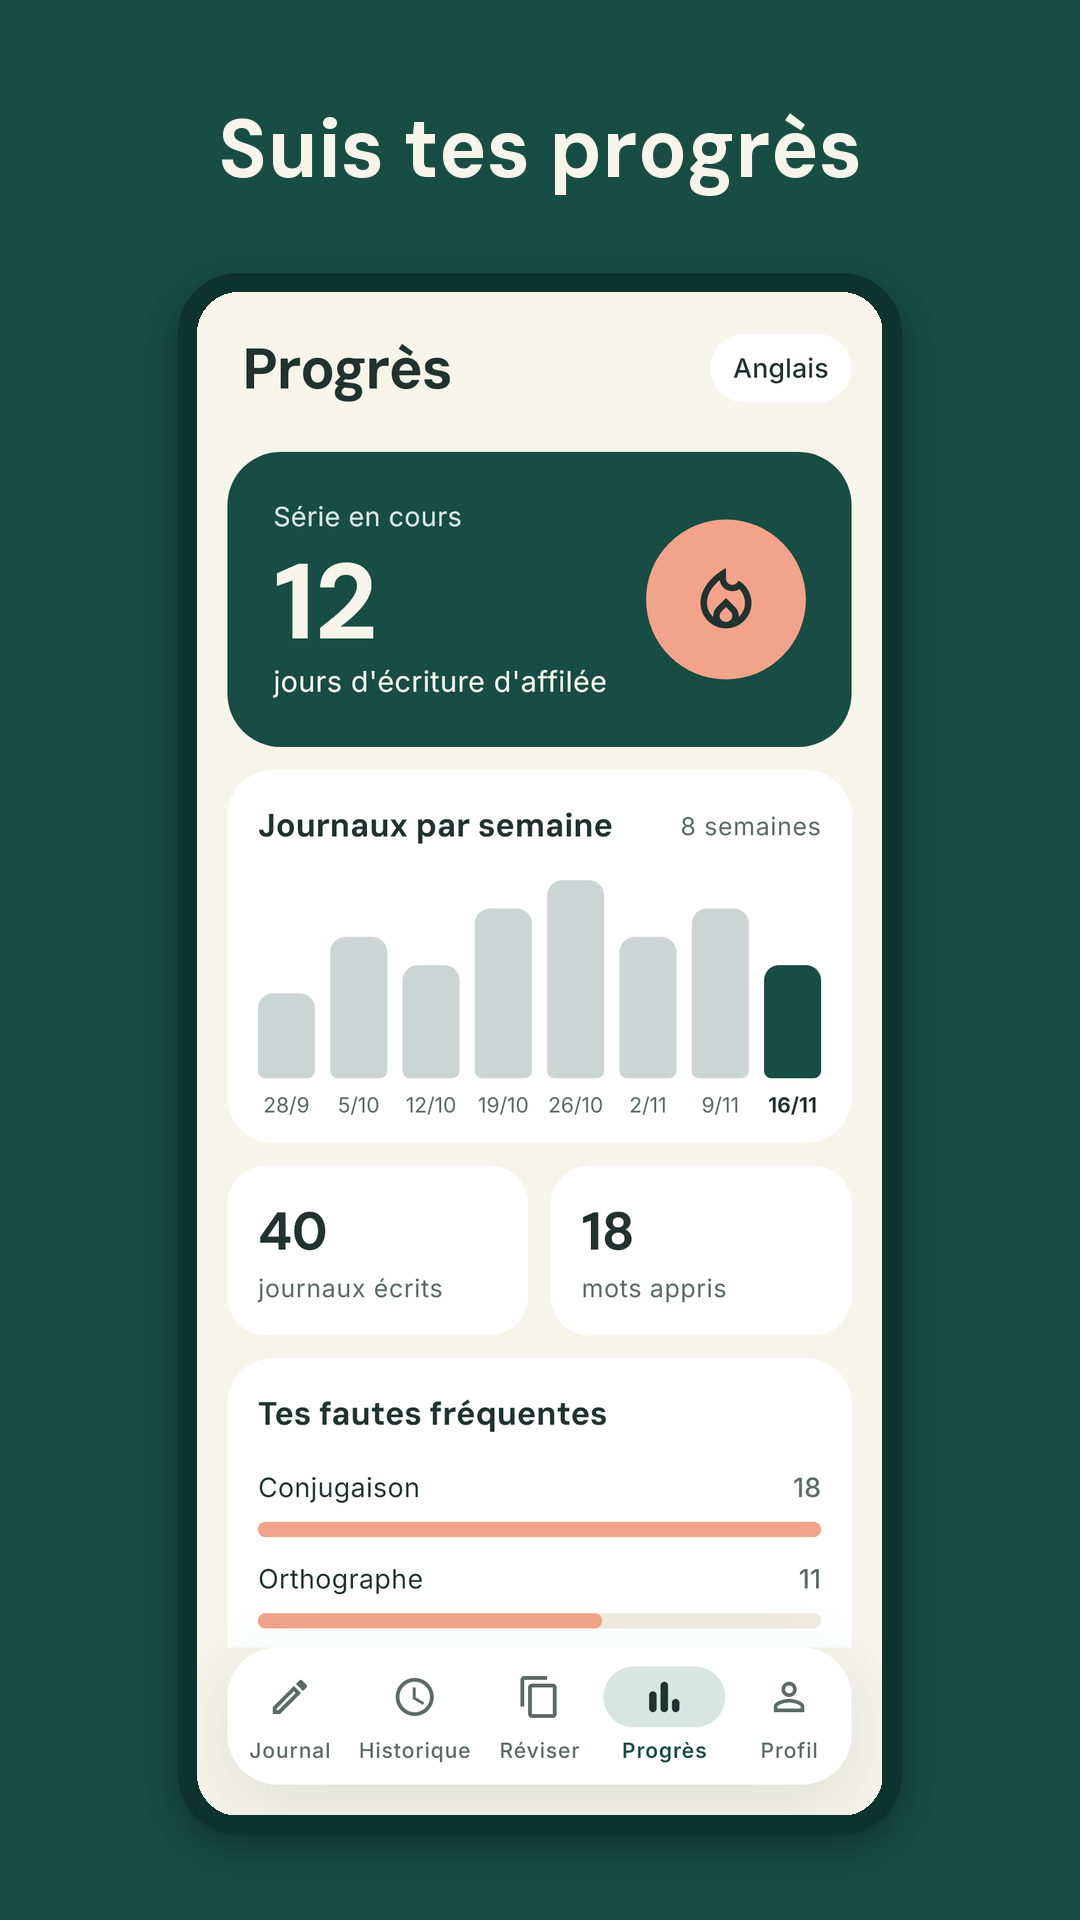 Suis tes progrès
Progrès
Anglais
Série en cours
12
jours d'écriture d'affilée
Journaux par semaine
8 semaines
28/9 5/10 12/10 19/10 26/10 2/11 9/11 16/11
40
journaux écrits
18
mots appris
Tes fautes fréquentes
Conjugaison 18
Orthographe 11
Journal Historique Réviser Progrès Profil